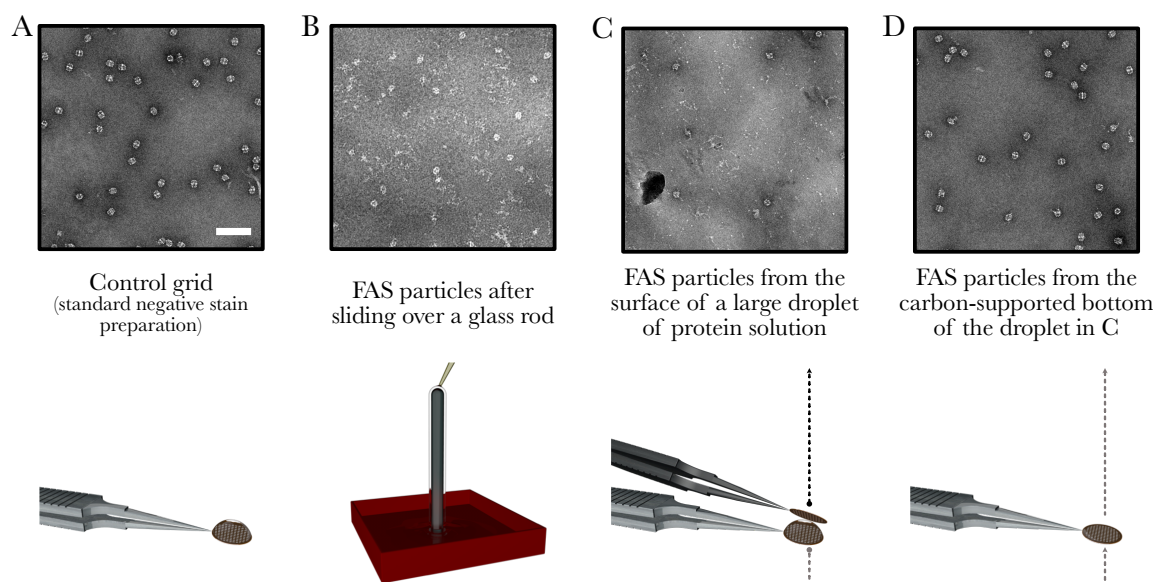 A
B
C
D
Control grid
(standard negative stain
preparation)
FAS particles after
sliding over a glass rod
FAS particles from the
surface of a large droplet
of protein solution
FAS particles from the
carbon-supported bottom
of the droplet in C